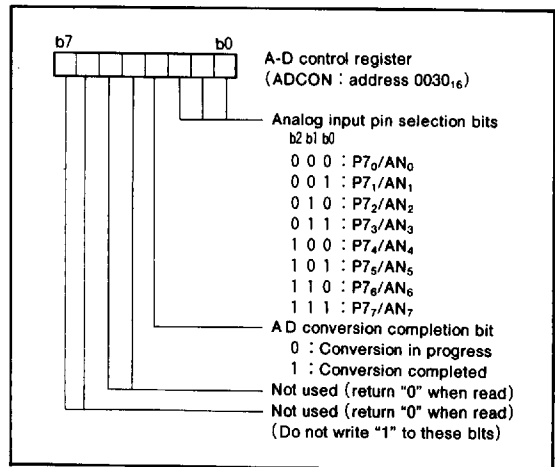 b7 b0
A-D control register
(ADCON : address 0030₁₆)
Analog input pin selection bits
b2 b1 b0
0 0 0 : P7₀/AN₀
0 0 1 : P7₁/AN₁
0 1 0 : P7₂/AN₂
0 1 1 : P7₃/AN₃
1 0 0 : P7₄/AN₄
1 0 1 : P7₅/AN₅
1 1 0 : P7₆/AN₆
1 1 1 : P7₇/AN₇
AD conversion completion bit
0 : Conversion in progress
1 : Conversion completed
Not used (return "0" when read)
Not used (return "0" when read)
(Do not write "1" to these bits)